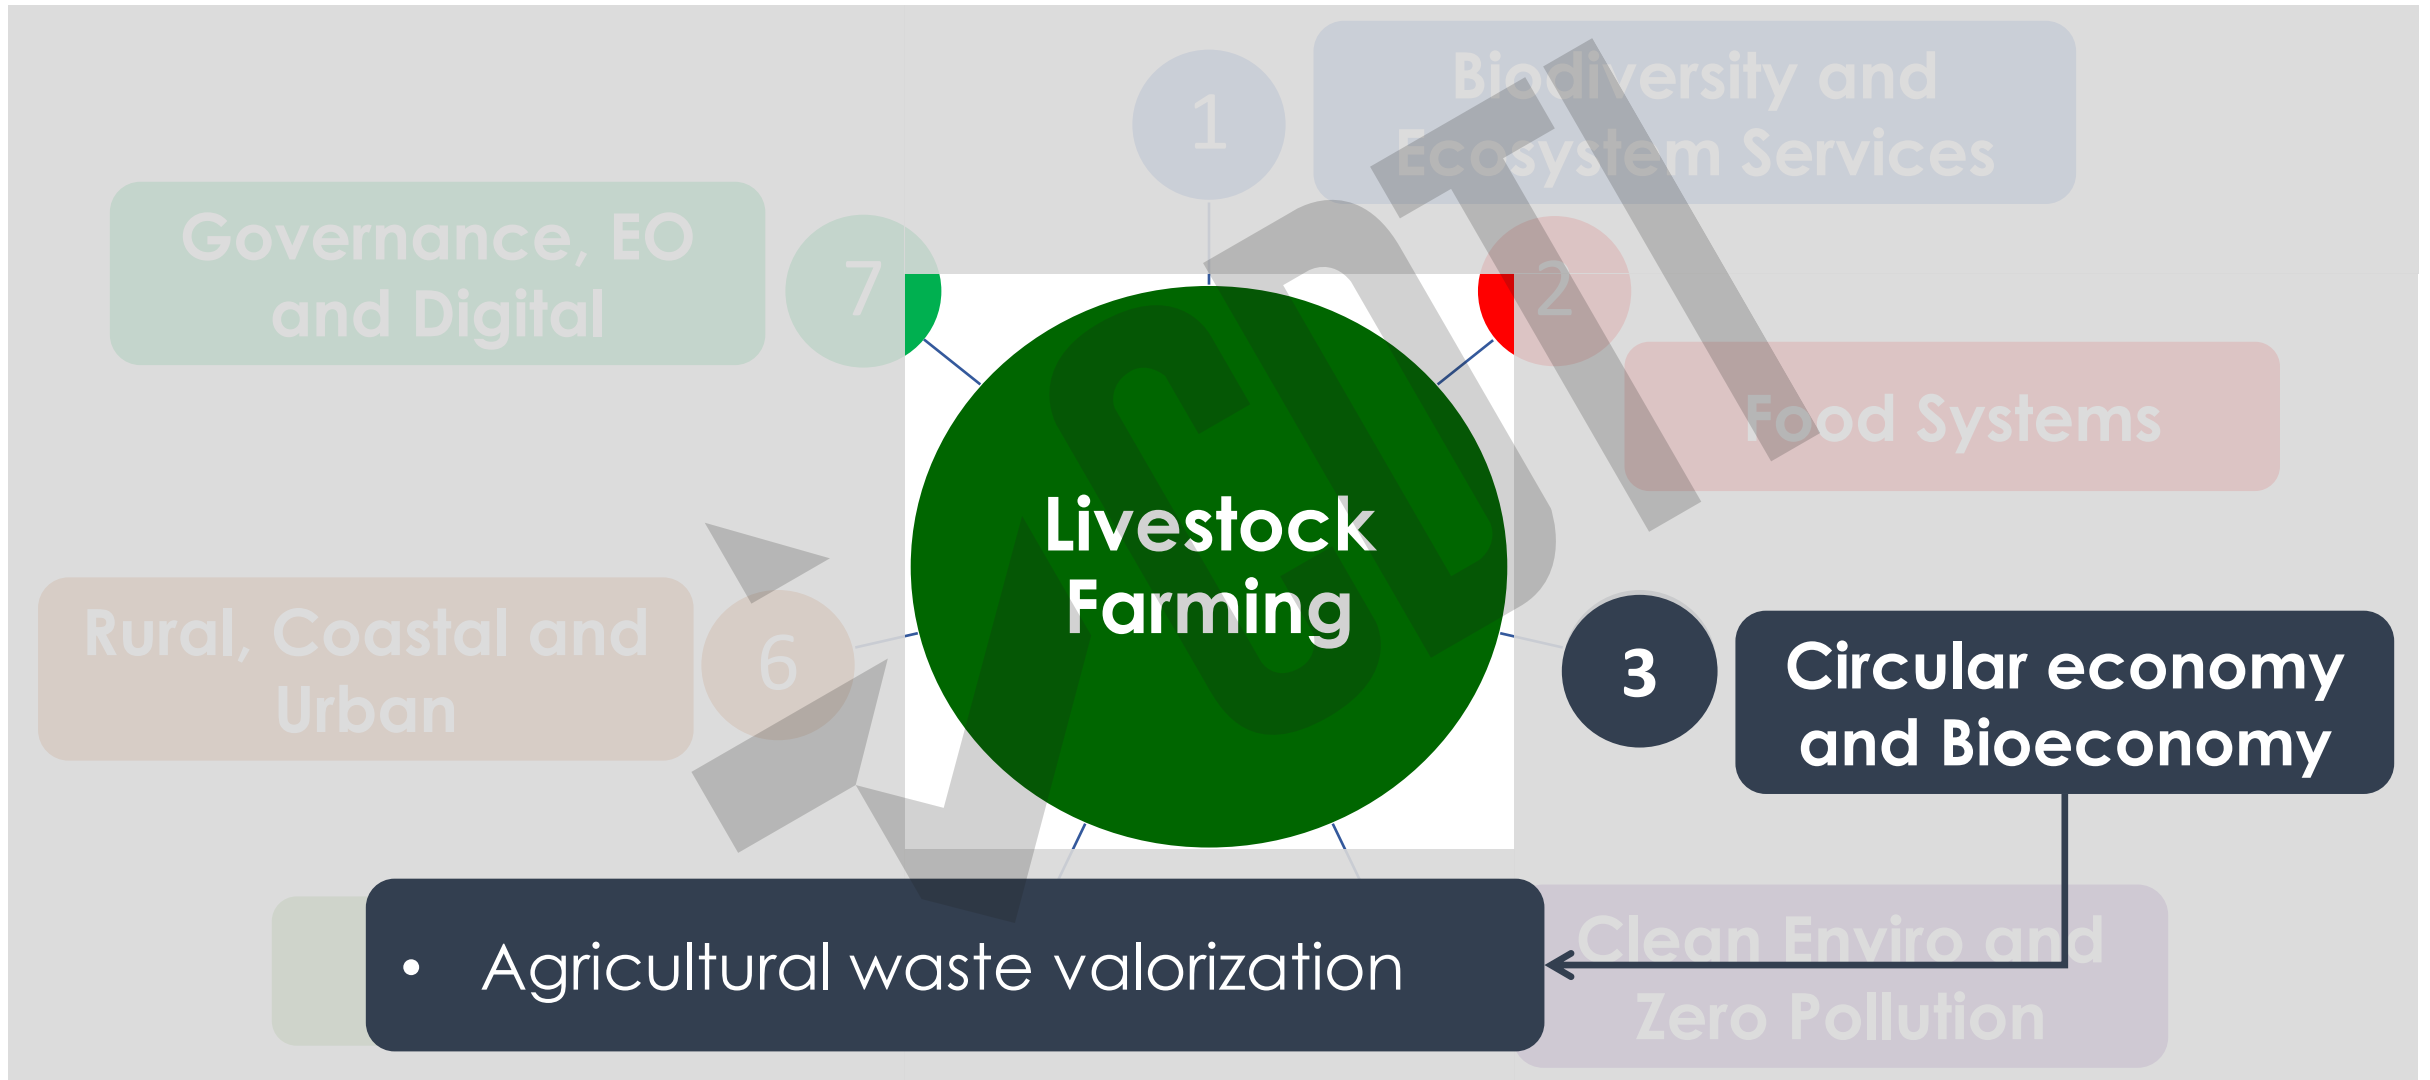 1
Biodiversity and
Ecosystem Services
2
Food Systems
3
Circular economy
and Bioeconomy
Clean Enviro and
Zero Pollution
• Agricultural waste valorization
6
Rural, Coastal and
Urban
7
Governance, EO
and Digital
Livestock
Farming